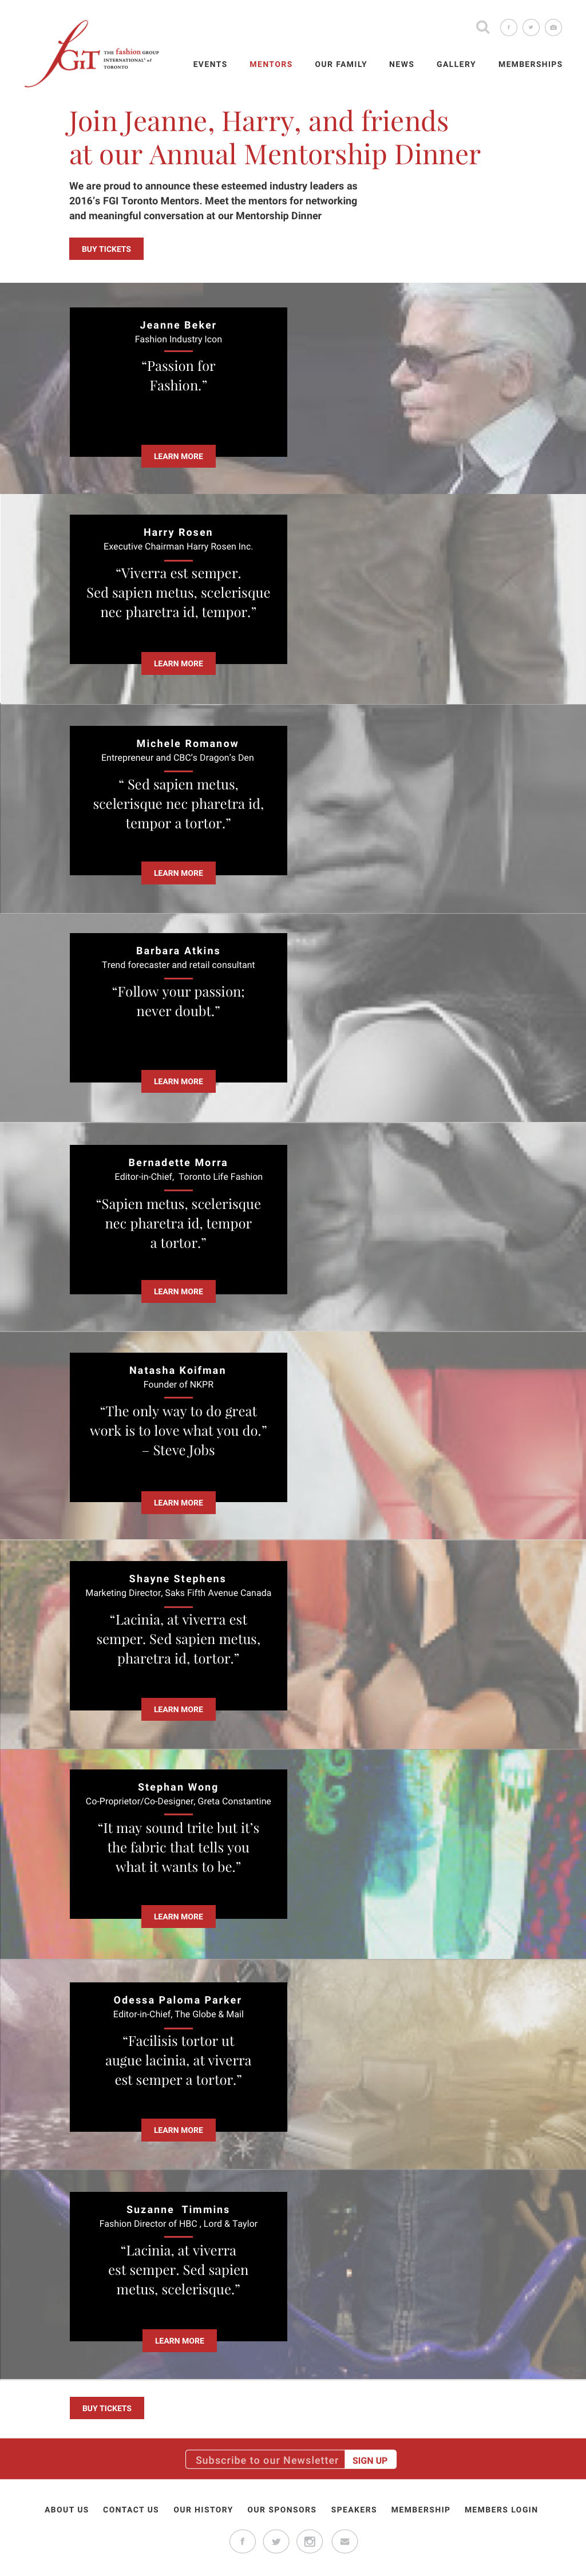 fGIT
THE fashion GROUP
INTERNATIONAL® of
TORONTO
EVENTS MENTORS OUR FAMILY NEWS GALLERY MEMBERSHIPS
Join Jeanne, Harry, and friends
at our Annual Mentorship Dinner
We are proud to announce these esteemed industry leaders as
2016’s FGI Toronto Mentors. Meet the mentors for networking
and meaningful conversation at our Mentorship Dinner
BUY TICKETS
Jeanne Beker
Fashion Industry Icon
“Passion for
Fashion.”
LEARN MORE
Harry Rosen
Executive Chairman Harry Rosen Inc.
“Viverra est semper.
Sed sapien metus, scelerisque
nec pharetra id, tempor.”
LEARN MORE
Michele Romanow
Entrepreneur and CBC’s Dragon’s Den
“ Sed sapien metus,
scelerisque nec pharetra id,
tempor a tortor.”
LEARN MORE
Barbara Atkins
Trend forecaster and retail consultant
“Follow your passion;
never doubt.”
LEARN MORE
Bernadette Morra
Editor-in-Chief, Toronto Life Fashion
“Sapien metus, scelerisque
nec pharetra id, tempor
a tortor.”
LEARN MORE
Natasha Koifman
Founder of NKPR
“The only way to do great
work is to love what you do.”
– Steve Jobs
LEARN MORE
Shayne Stephens
Marketing Director, Saks Fifth Avenue Canada
“Lacinia, at viverra est
semper. Sed sapien metus,
pharetra id, tortor.”
LEARN MORE
Stephan Wong
Co-Proprietor/Co-Designer, Greta Constantine
“It may sound trite but it’s
the fabric that tells you
what it wants to be.”
LEARN MORE
Odessa Paloma Parker
Editor-in-Chief, The Globe & Mail
“Facilisis tortor ut
augue lacinia, at viverra
est semper a tortor.”
LEARN MORE
Suzanne Timmins
Fashion Director of HBC , Lord & Taylor
“Lacinia, at viverra
est semper. Sed sapien
metus, scelerisque.”
LEARN MORE
BUY TICKETS
Subscribe to our Newsletter SIGN UP
ABOUT US CONTACT US OUR HISTORY OUR SPONSORS SPEAKERS MEMBERSHIP MEMBERS LOGIN